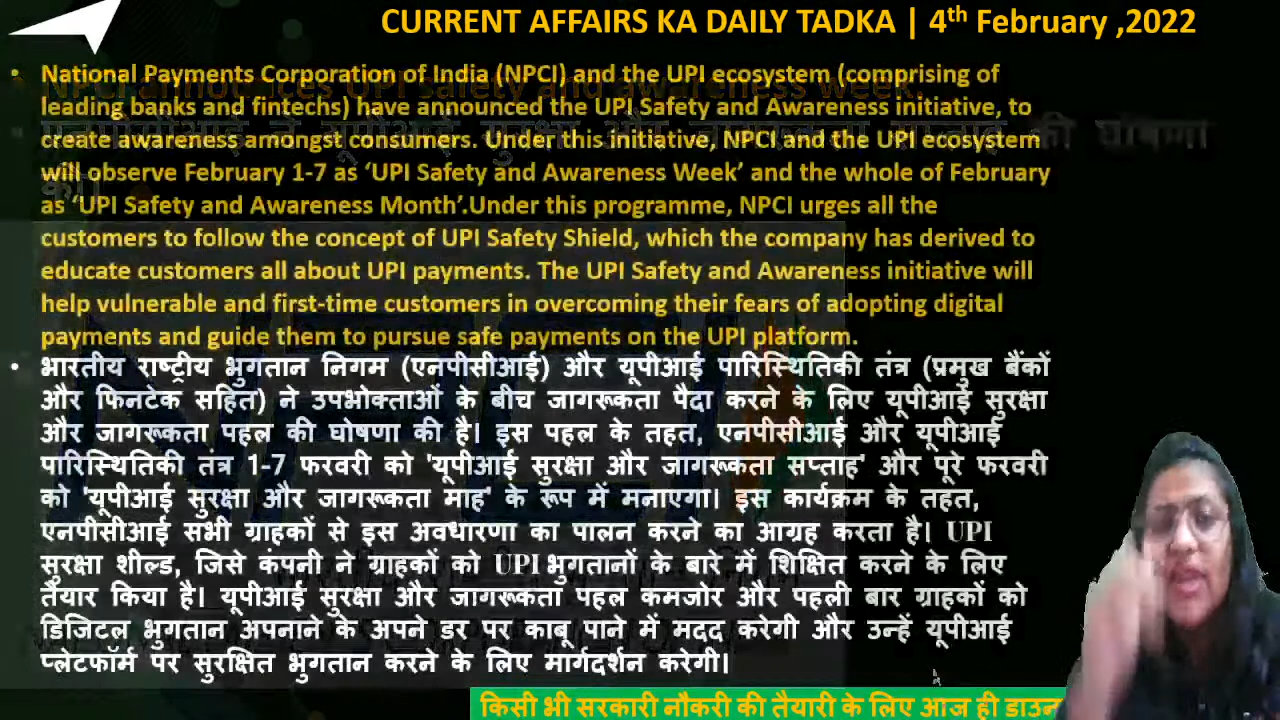 CURRENT AFFAIRS KA DAILY TADKA | 4th February ,2022
NPCI announces UPI safety and awareness week.
• National Payments Corporation of India (NPCI) and the UPI ecosystem (comprising of
leading banks and fintechs) have announced the UPI Safety and Awareness initiative, to
create awareness amongst consumers. Under this initiative, NPCI and the UPI ecosystem
will observe February 1-7 as ‘UPI Safety and Awareness Week’ and the whole of February
as ‘UPI Safety and Awareness Month’.Under this programme, NPCI urges all the
customers to follow the concept of UPI Safety Shield, which the company has derived to
educate customers all about UPI payments. The UPI Safety and Awareness initiative will
help vulnerable and first-time customers in overcoming their fears of adopting digital
payments and guide them to pursue safe payments on the UPI platform.
• भारतीय राष्ट्रीय भुगतान निगम (एनपीसीआई) और यूपीआई पारिस्थितिकी तंत्र (प्रमुख बैंकों
और फिनटेक सहित) ने उपभोक्ताओं के बीच जागरूकता पैदा करने के लिए यूपीआई सुरक्षा
और जागरूकता पहल की घोषणा की है। इस पहल के तहत, एनपीसीआई और यूपीआई
पारिस्थितिकी तंत्र 1-7 फरवरी को 'यूपीआई सुरक्षा और जागरूकता सप्ताह' और पूरे फरवरी
को 'यूपीआई सुरक्षा और जागरूकता माह' के रूप में मनाएगा। इस कार्यक्रम के तहत,
एनपीसीआई सभी ग्राहकों से इस अवधारणा का पालन करने का आग्रह करता है। UPI
सुरक्षा शील्ड, जिसे कंपनी ने ग्राहकों को UPI भुगतानों के बारे में शिक्षित करने के लिए
तैयार किया है। यूपीआई सुरक्षा और जागरूकता पहल कमजोर और पहली बार ग्राहकों को
डिजिटल भुगतान अपनाने के अपने डर पर काबू पाने में मदद करेगी और उन्हें यूपीआई
प्लेटफॉर्म पर सुरक्षित भुगतान करने के लिए मार्गदर्शन करेगी।
किसी भी सरकारी नौकरी की तैयारी के लिए आज ही डाउन